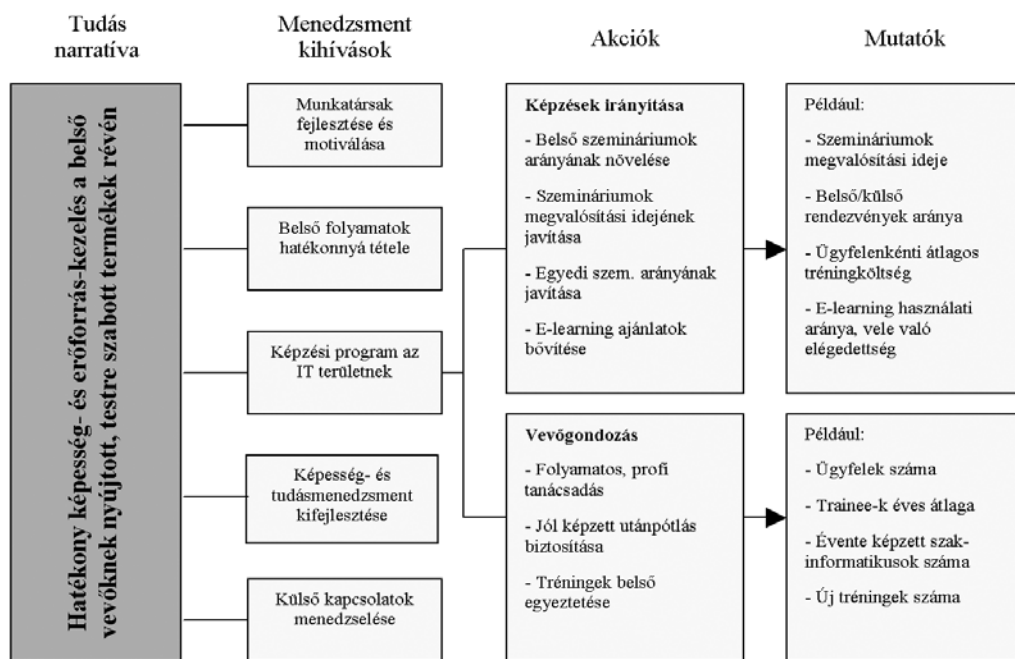 Tudás
narratíva
Menedzsment
kihívások
Akciók
Mutatók
Hatékony képesség- és erőforrás-kezelés a belső
vevőknek nyújtott, testre szabott termékek révén
Munkatársak
fejlesztése és
motiválása
Belső folyamatok
hatékonnyá tétele
Képzési program az
IT területnek
Képesség- és
tudásmenedzsment
kifejlesztése
Külső kapcsolatok
menedzselése
Képzések irányítása
- Belső szemináriumok
arányának növelése
- Szemináriumok
megvalósítási idejének
javítása
- Egyedi szem. arányának
javítása
- E-learning ajánlatok
bővítése
Például:
- Szemináriumok
megvalósítási ideje
- Belső/külső
rendezvények aránya
- Ügyfelenkénti átlagos
tréningköltség
- E-learning használati
aránya, vele való
elégedettség
Vevőgondozás
- Folyamatos, profi
tanácsadás
- Jól képzett utánpótlás
biztosítása
- Tréningek belső
egyeztetése
Például:
- Ügyfelek száma
- Trainee-k éves átlaga
- Évente képzett szak-
informatikusok száma
- Új tréningek száma